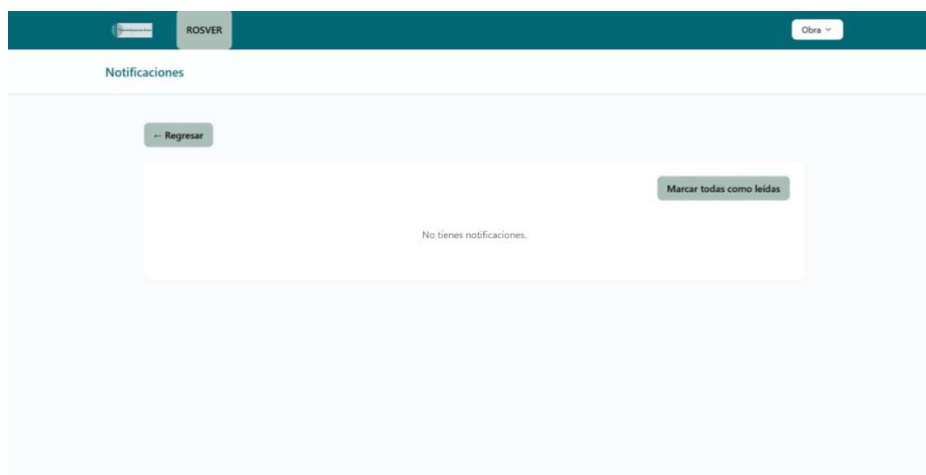 ROSVER
Obra
Notificaciones
← Regresar
Marcar todas como leídas
No tienes notificaciones.